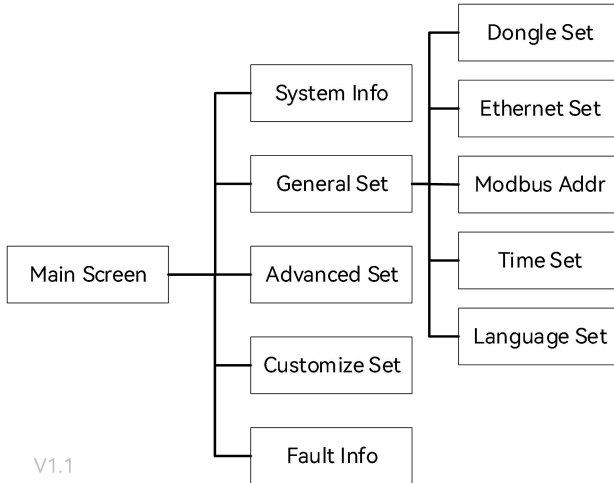 Main Screen
System Info
General Set
Advanced Set
Customize Set
Fault Info
Dongle Set
Ethernet Set
Modbus Addr
Time Set
Language Set
V1.1